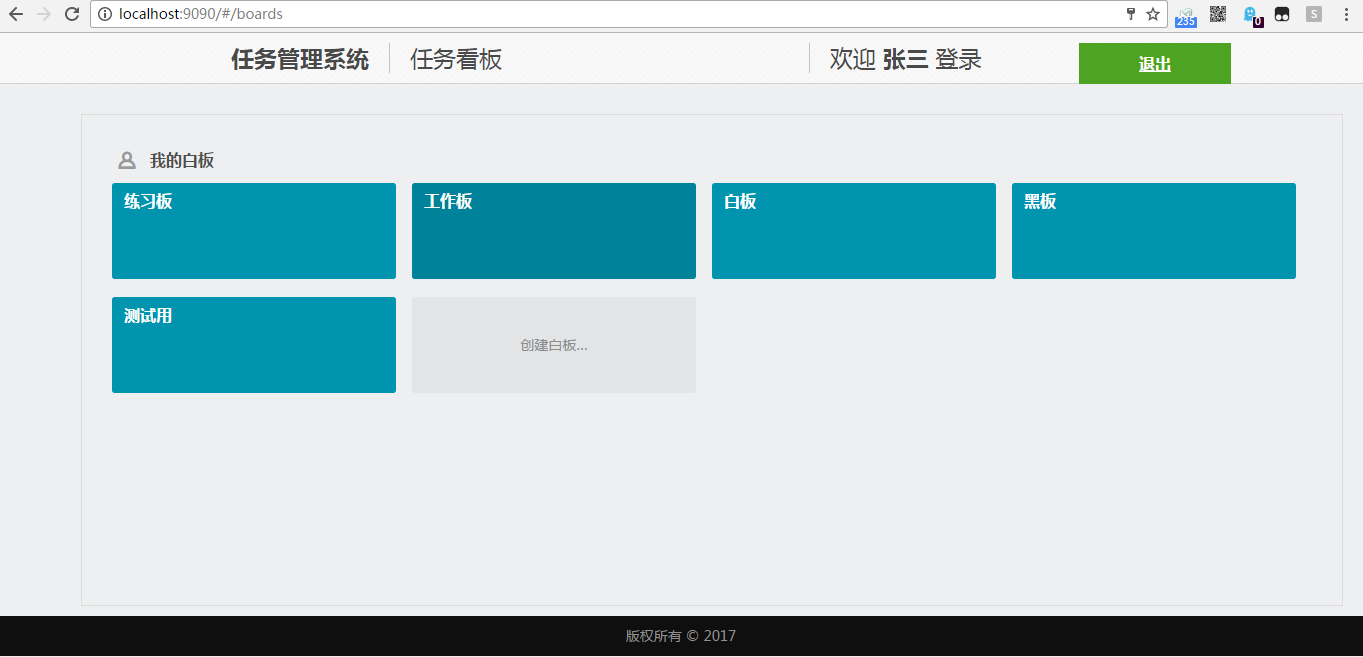 localhost:9090/#/boards
235
0
S
任务管理系统 任务看板 欢迎 张三 登录 退出
我的白板
练习板 工作板 白板 黑板
测试用 创建白板...
版权所有 © 2017